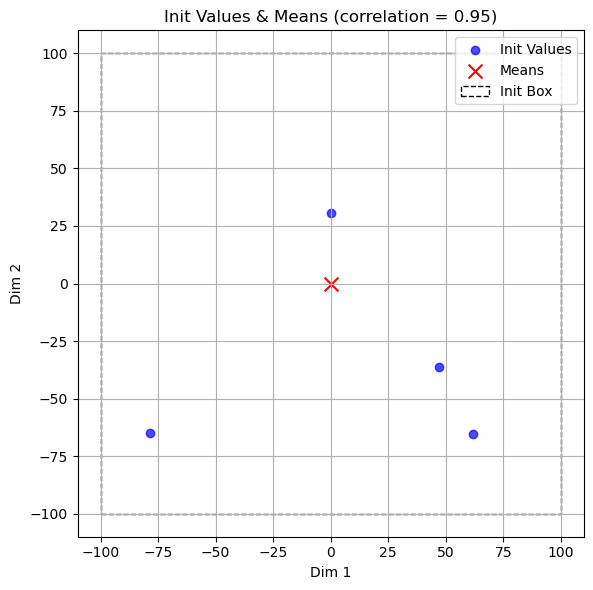 Init Values & Means (correlation = 0.95)
Init Values
Means
Init Box
100
75
50
25
0
−25
−50
−75
−100
Dim 2
−100 −75 −50 −25 0 25 50 75 100
Dim 1